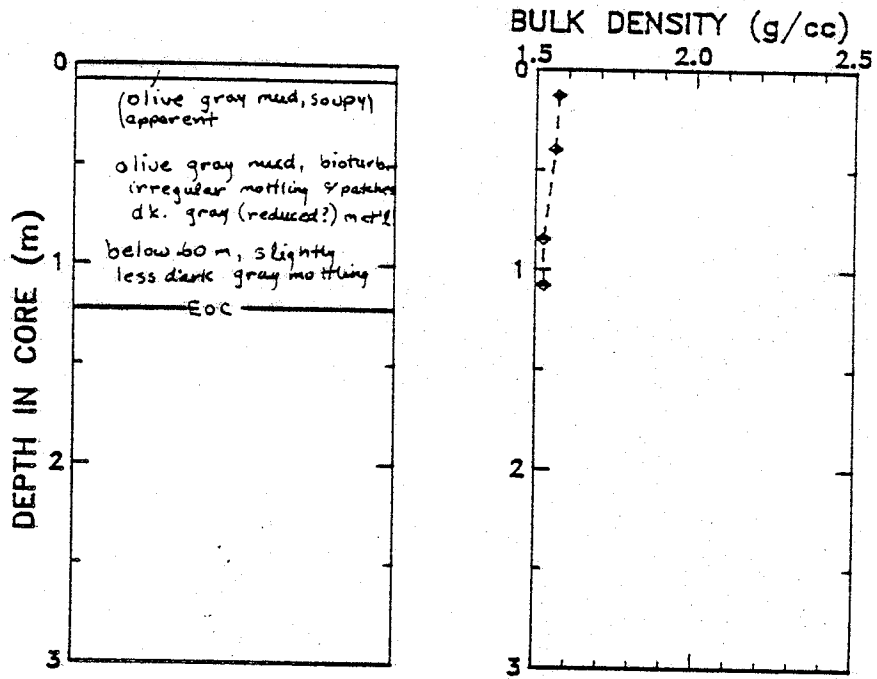 BULK DENSITY (g/cc)
1.5 2.0 2.5
0
0
(olive gray mud, soupy)
(apparent
olive gray mud, bioturb
irregular mottling & patches
dk. gray (reduced?) mat'l
below .60 m, slightly
less dark gray mottling
EOC
DEPTH IN CORE (m)
1
2
3
1
2
3